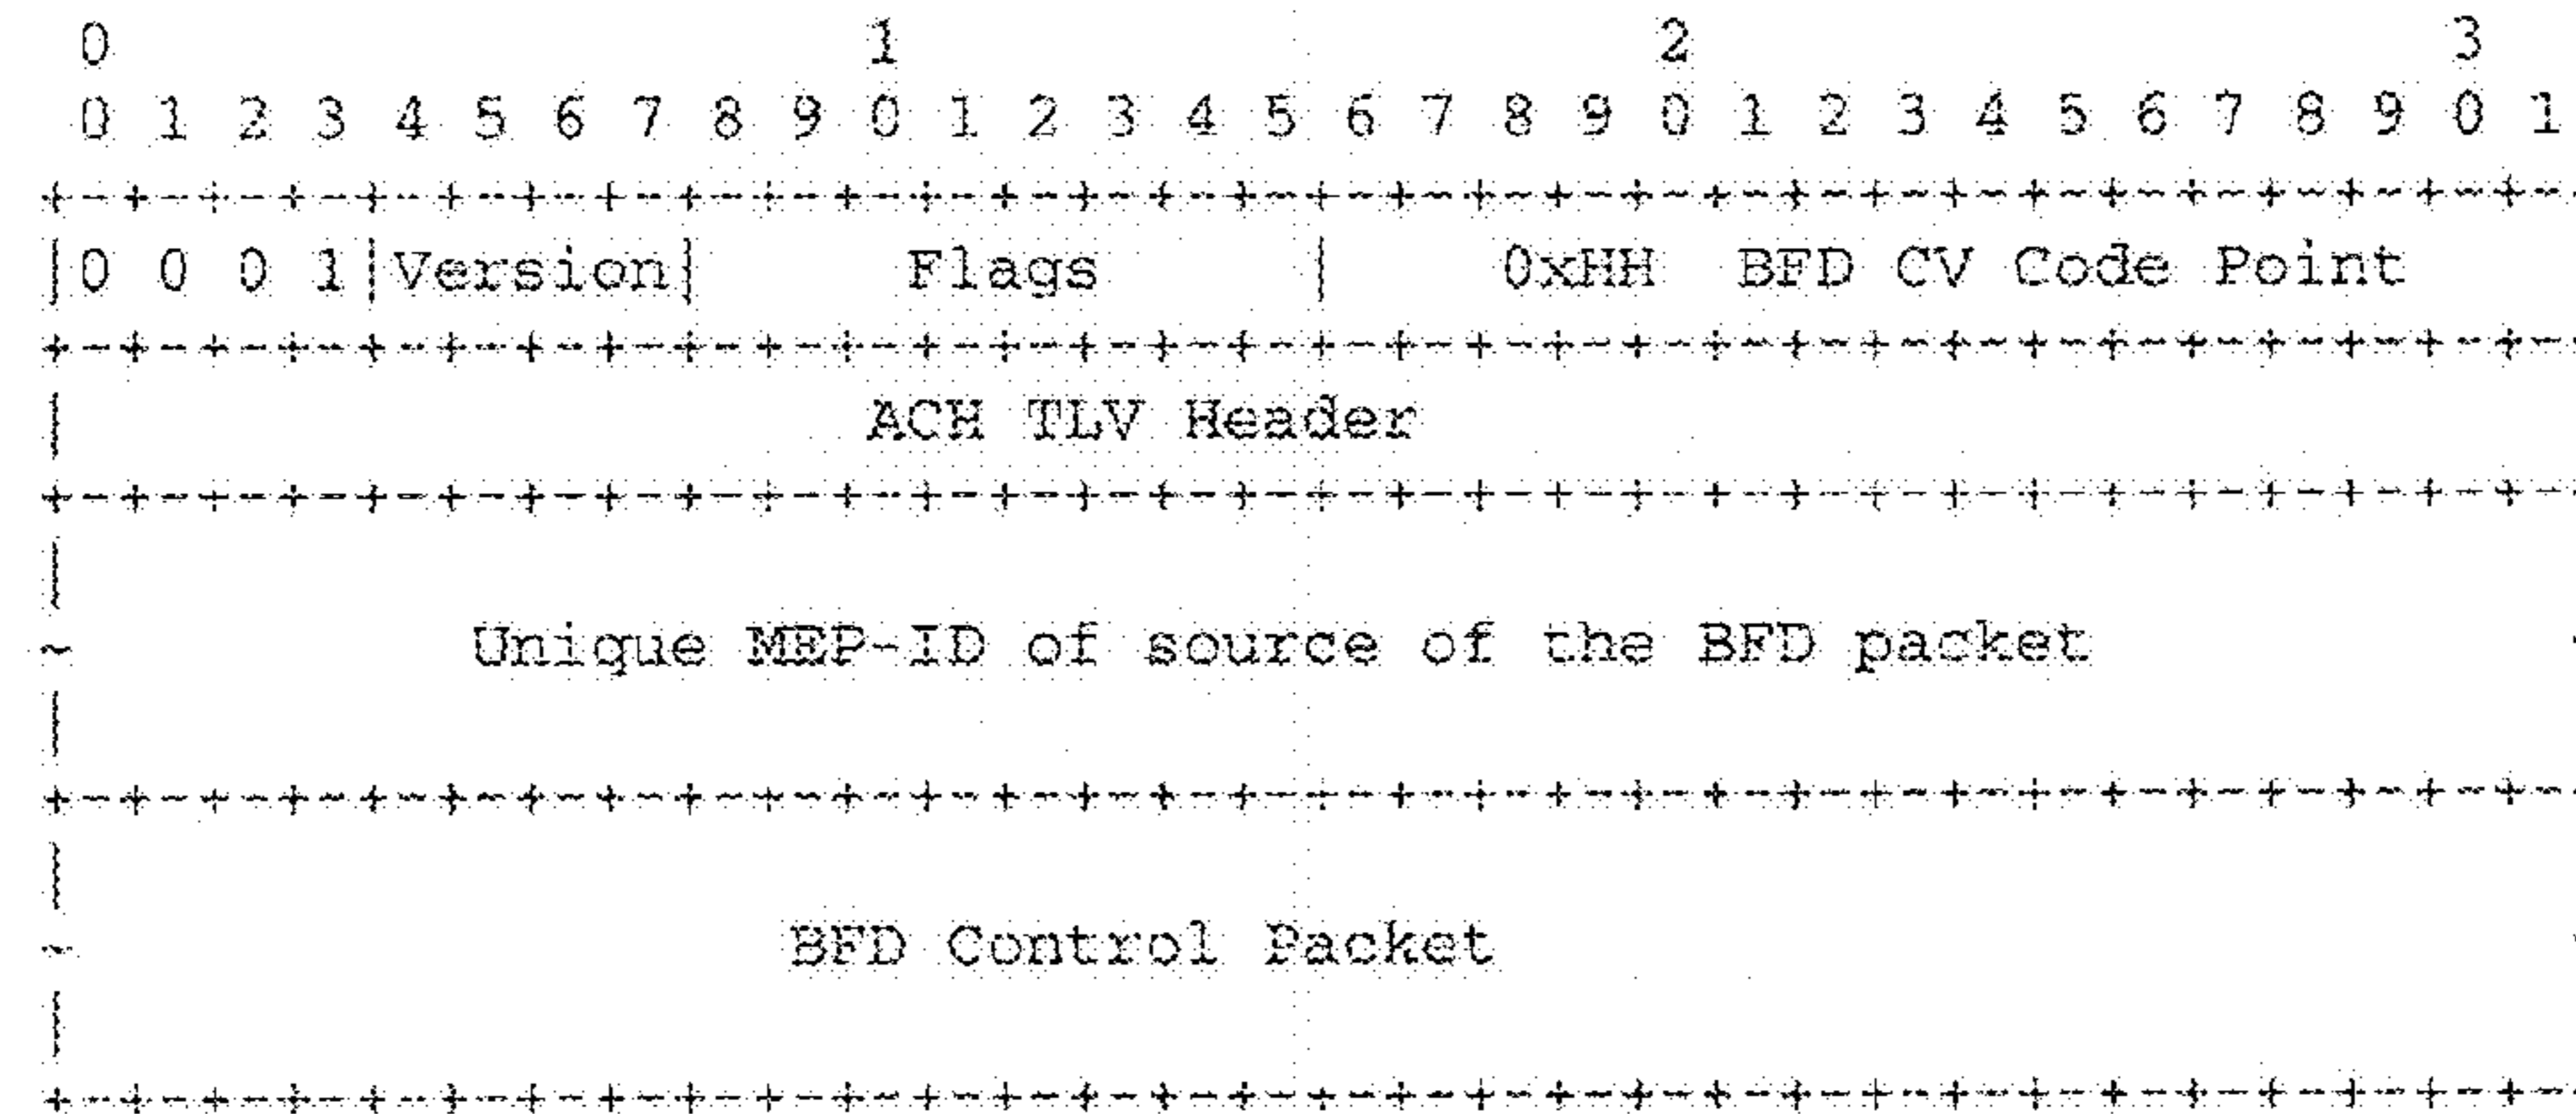 0                   1                   2                   3
 0 1 2 3 4 5 6 7 8 9 0 1 2 3 4 5 6 7 8 9 0 1 2 3 4 5 6 7 8 9 0 1
+-+-+-+-+-+-+-+-+-+-+-+-+-+-+-+-+-+-+-+-+-+-+-+-+-+-+-+-+-+-+-+-
|0 0 0 1|Version|     Flags     |    0xHH  BFD CV Code Point
+-+-+-+-+-+-+-+-+-+-+-+-+-+-+-+-+-+-+-+-+-+-+-+-+-+-+-+-+-+-+-+-
|                    ACH TLV Header
+-+-+-+-+-+-+-+-+-+-+-+-+-+-+-+-+-+-+-+-+-+-+-+-+-+-+-+-+-+-+-+-
|
~          Unique MEP-ID of source of the BFD packet
|
+-+-+-+-+-+-+-+-+-+-+-+-+-+-+-+-+-+-+-+-+-+-+-+-+-+-+-+-+-+-+-+-
|
~                  BFD Control Packet
|
+-+-+-+-+-+-+-+-+-+-+-+-+-+-+-+-+-+-+-+-+-+-+-+-+-+-+-+-+-+-+-+-